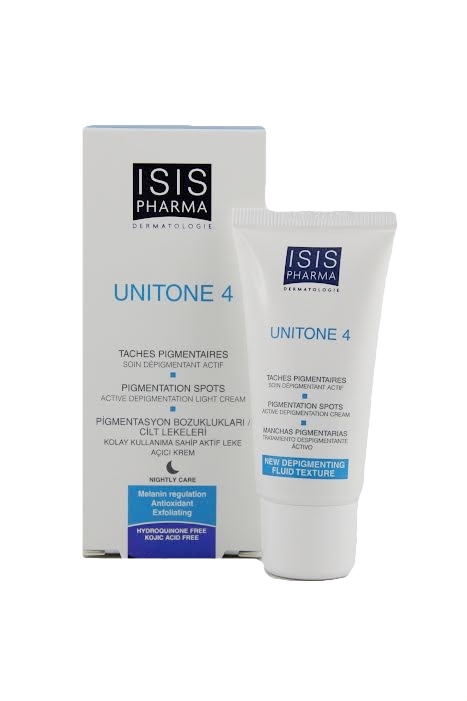 ISIS
PHARMA
DERMATOLOGIE
UNITONE 4
TACHES PIGMENTAIRES
SOIN DÉPIGMENTANT ACTIF
PIGMENTATION SPOTS
ACTIVE DEPIGMENTATION LIGHT CREAM
PİGMENTASYON BOZUKLUKLARI /
CİLT LEKELERİ
KOLAY KULLANIMA SAHİP AKTİF LEKE
AÇICI KREM
NIGHTLY CARE
Melanin regulation
Antioxidant
Exfoliating
HYDROQUINONE FREE
KOJIC ACID FREE
ISIS
PHARMA
DERMATOLOGIE
UNITONE 4
TACHES PIGMENTAIRES
SOIN DÉPIGMENTANT ACTIF
PIGMENTATION SPOTS
ACTIVE DEPIGMENTATION CREAM
MANCHAS PIGMENTARIAS
TRATAMIENTO DESPIGMENTANTE
ACTIVO
NEW DEPIGMENTING
FLUID TEXTURE